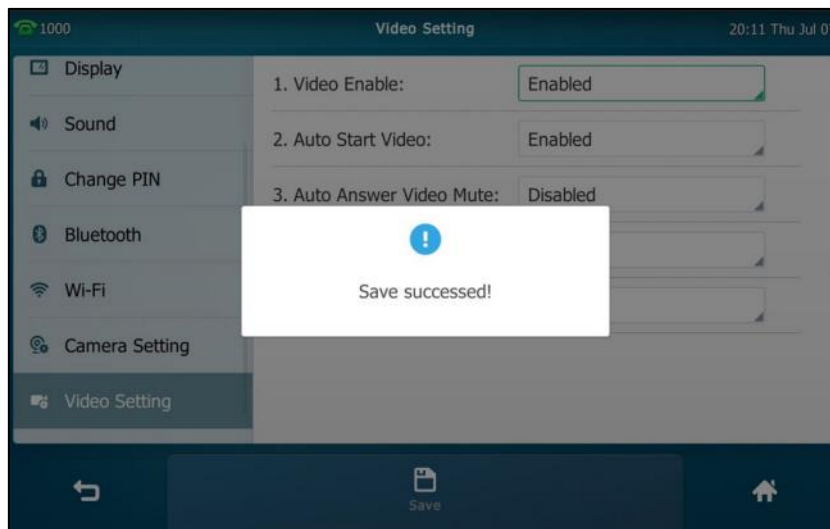 1000
Video Setting
20:11 Thu Jul 0
Display
Sound
Change PIN
Bluetooth
Wi-Fi
Camera Setting
Video Setting
1. Video Enable: Enabled
2. Auto Start Video: Enabled
3. Auto Answer Video Mute: Disabled
Save successed!
Save